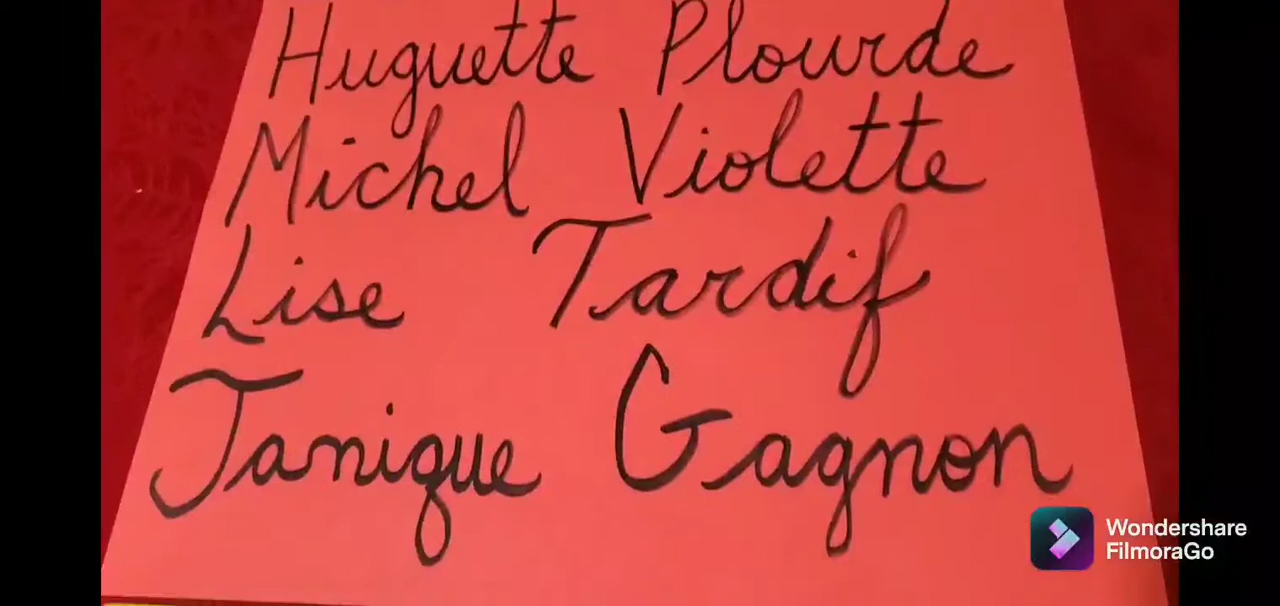 Huguette Plourde
Michel Violette
Lise Tardif
Janique Gagnon
Wondershare
FilmoraGo